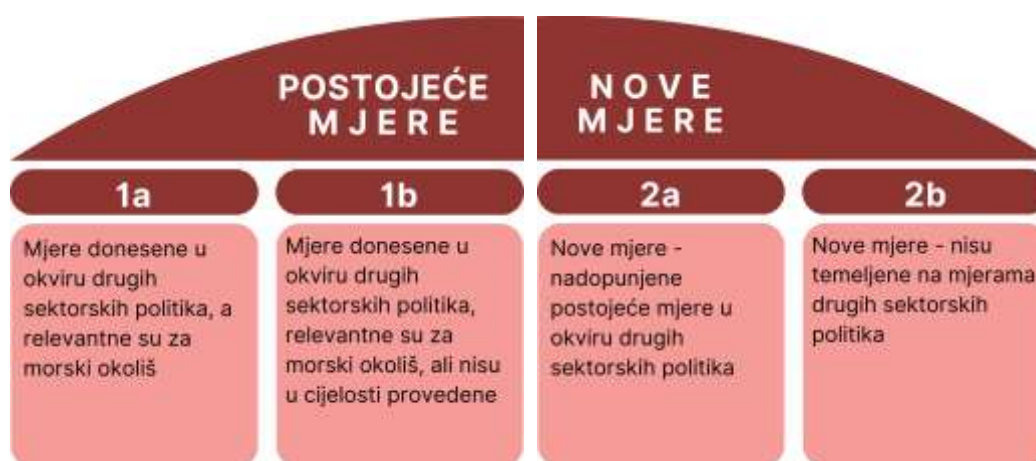 POSTOJEĆE
MJERE
NOVE
MJERE
1a
1b
2a
2b
Mjere donesene u
okviru drugih
sektorskih politika, a
relevantne su za
morski okoliš
Mjere donesene u
okviru drugih
sektorskih politika,
relevantne su za
morski okoliš, ali nisu
u cijelosti provedene
Nove mjere -
nadopunjene
postojeće mjere u
okviru drugih
sektorskih politika
Nove mjere - nisu
temeljene na mjerama
drugih sektorskih
politika